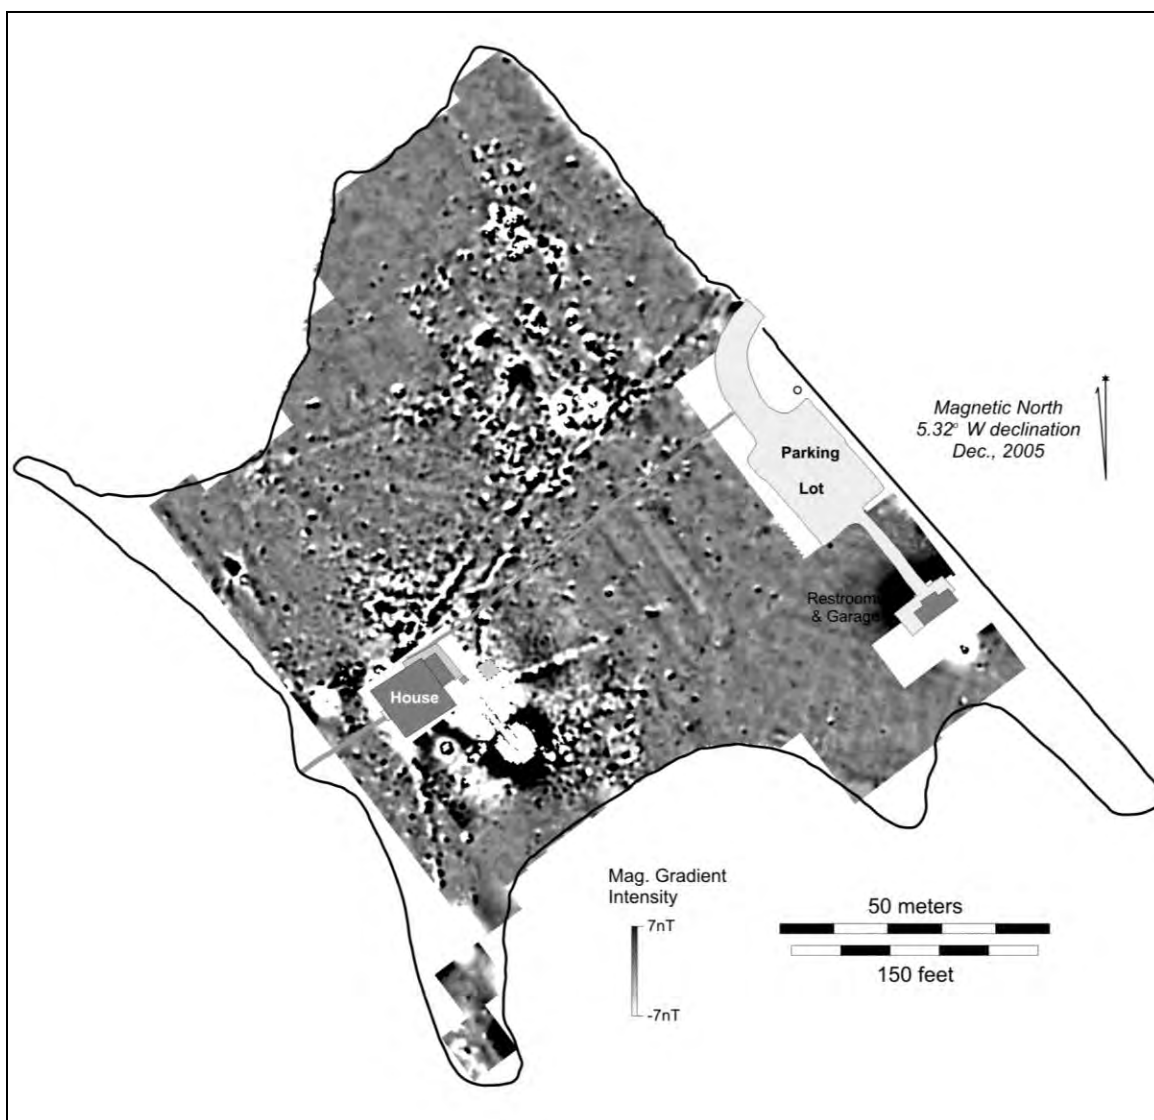 Magnetic North
5.32° W declination
Dec., 2005
Parking
Lot
Restrooms
& Garage
House
Mag. Gradient
Intensity
7nT
-7nT
50 meters
150 feet